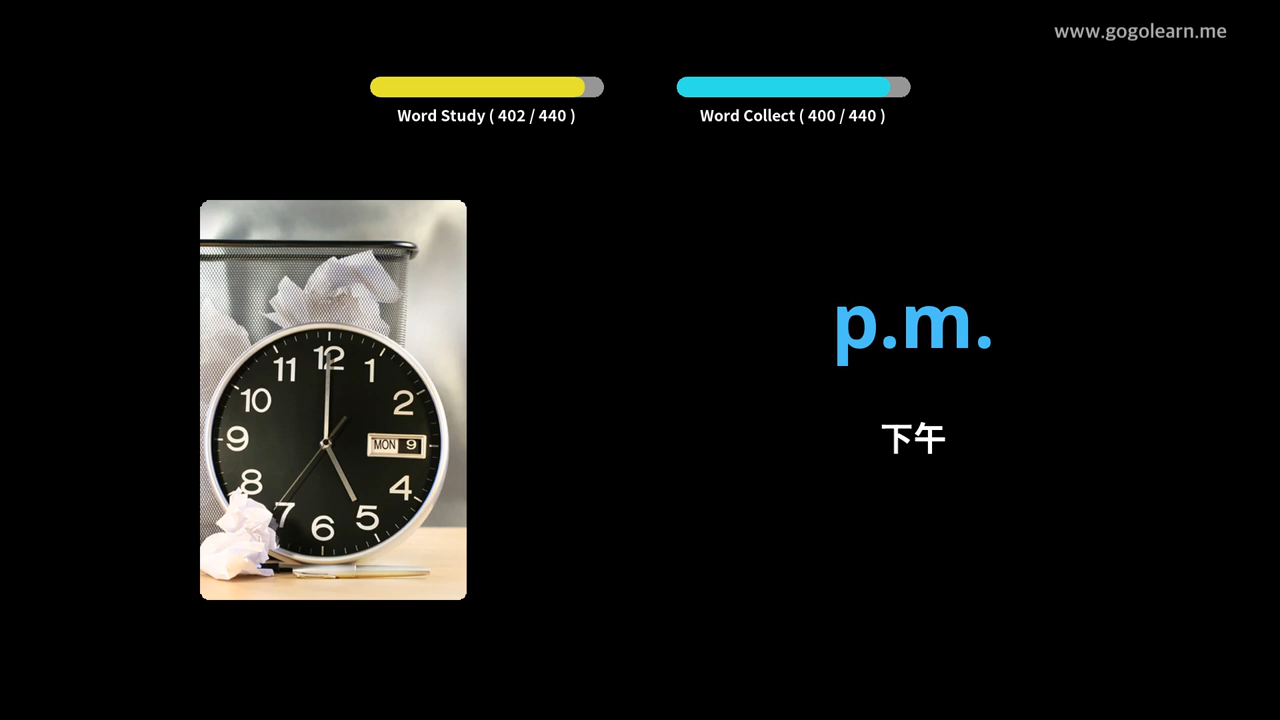 www.gogolearn.me
Word Study ( 402 / 440 )
Word Collect ( 400 / 440 )
12
1
2
3
4
5
6
7
8
9
10
11
MON 9
p.m.
下午